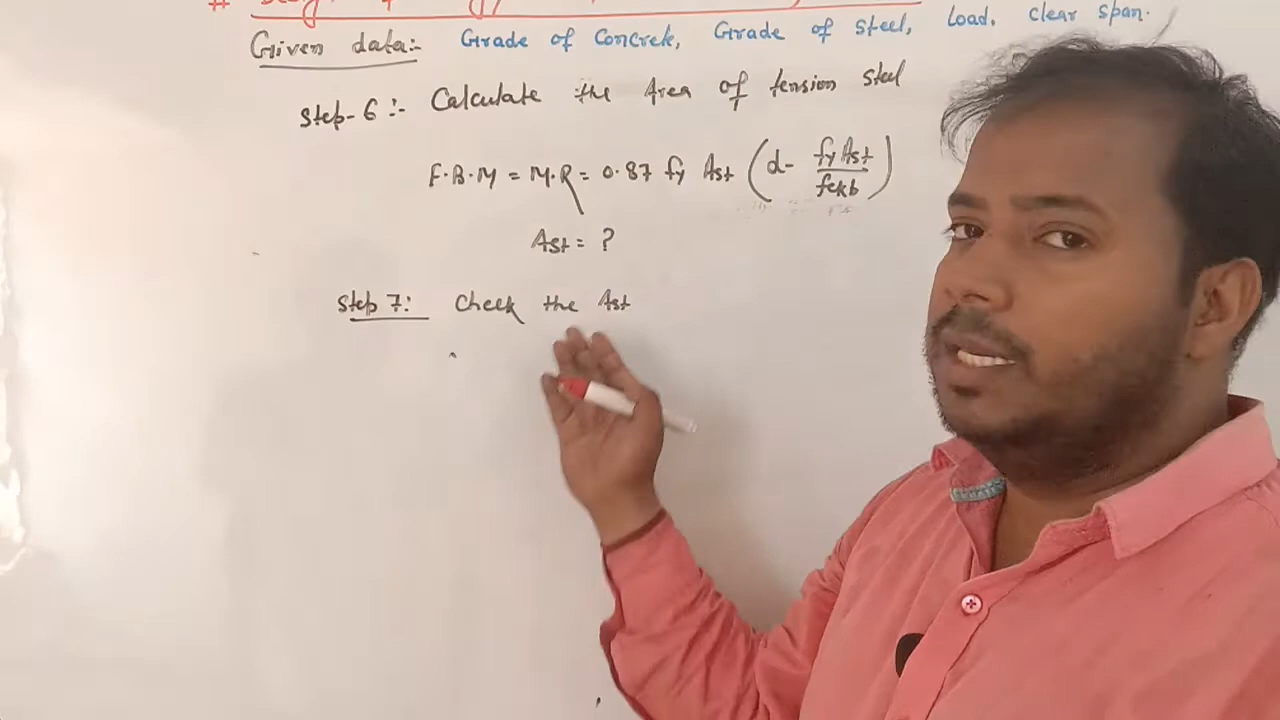 Given data:- Grade of Concrete, Grade of Steel, Load, Clear span.
Step-6:- Calculate the Area of tension Steel
F.B.M = M.R = 0.87 fy Ast (d - fy Ast / fck b)
Ast = ?
Step 7: Check the Ast